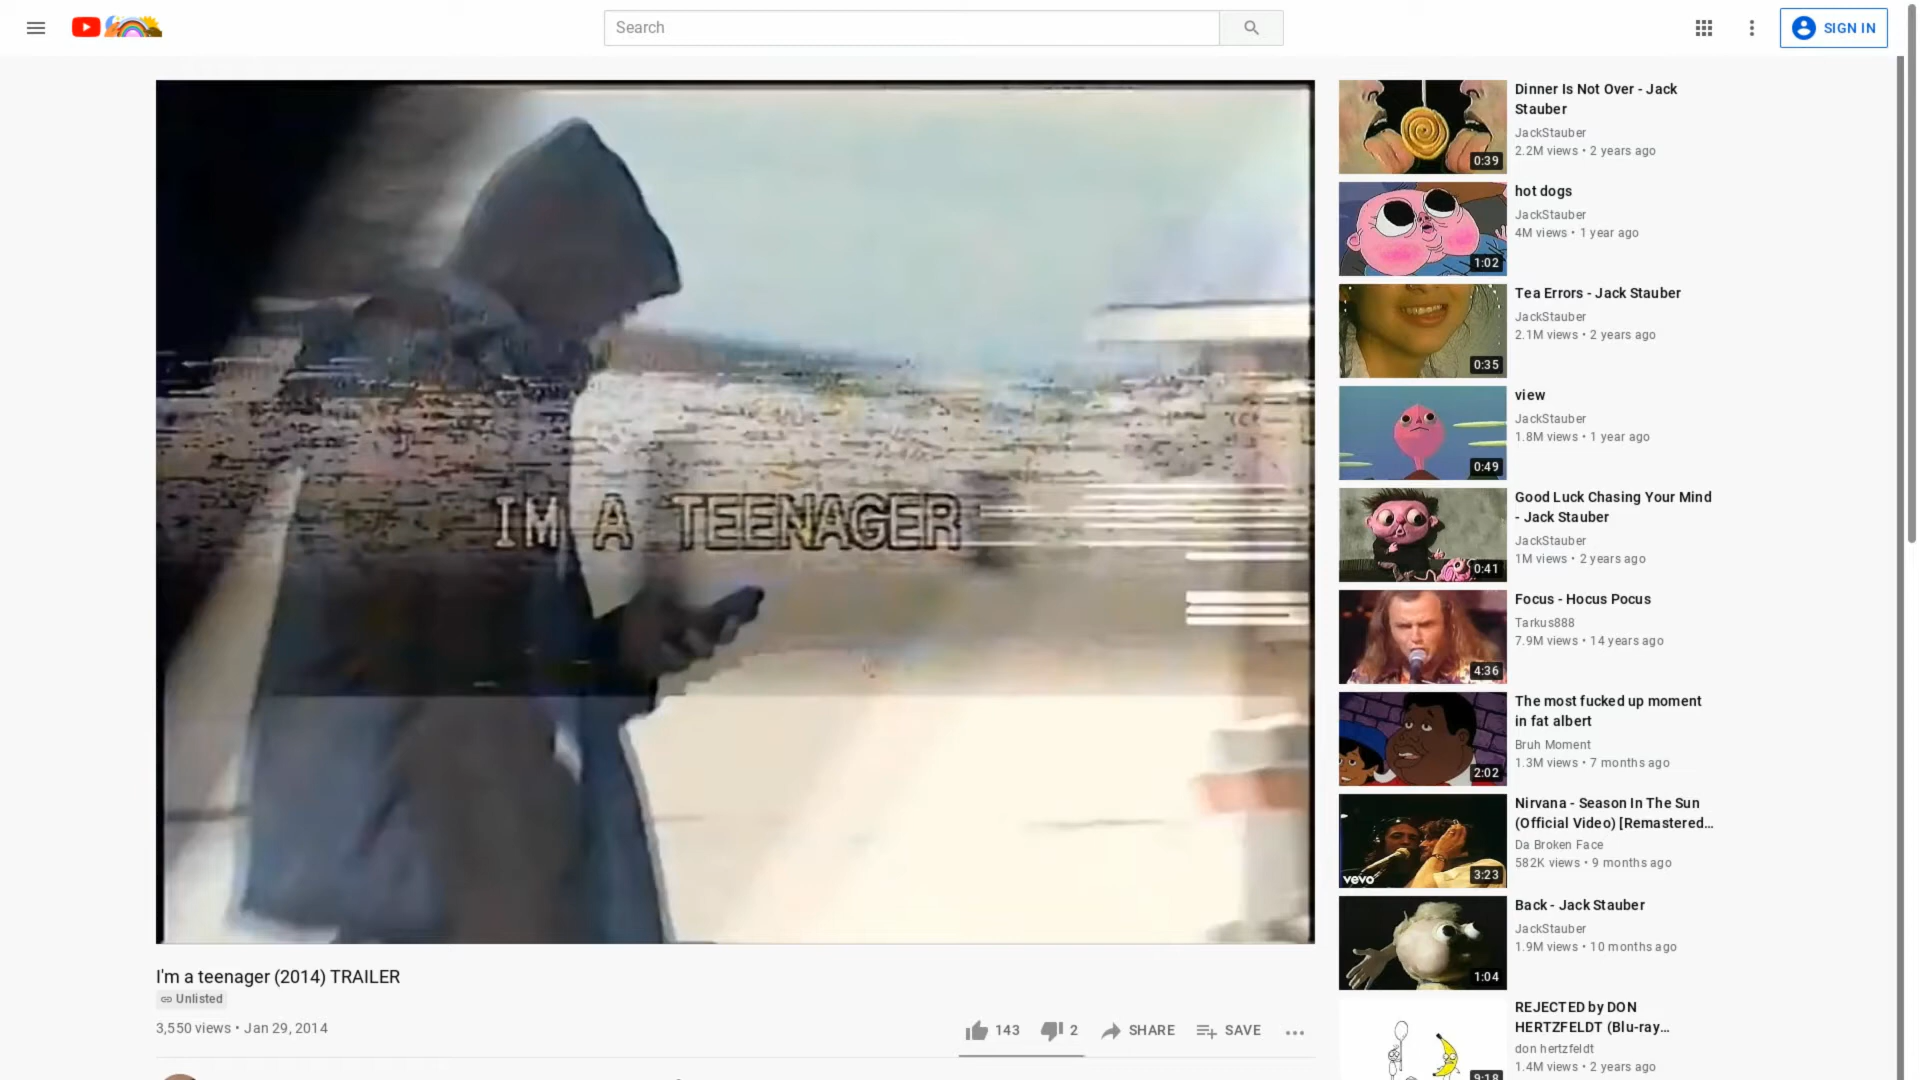 Search
SIGN IN
IM A TEENAGER
I'm a teenager (2014) TRAILER
Unlisted
3,550 views • Jan 29, 2014
143
2
SHARE
SAVE
Dinner Is Not Over - Jack
Stauber
JackStauber
2.2M views • 2 years ago
0:39
hot dogs
JackStauber
4M views • 1 year ago
1:02
Tea Errors - Jack Stauber
JackStauber
2.1M views • 2 years ago
0:35
view
JackStauber
1.8M views • 1 year ago
0:49
Good Luck Chasing Your Mind
- Jack Stauber
JackStauber
1M views • 2 years ago
0:41
Focus - Hocus Pocus
Tarkus888
7.9M views • 14 years ago
4:36
The most fucked up moment
in fat albert
Bruh Moment
1.3M views • 7 months ago
2:02
Nirvana - Season In The Sun
(Official Video) [Remastered...
Da Broken Face
582K views • 9 months ago
vevo
3:23
Back - Jack Stauber
JackStauber
1.9M views • 10 months ago
1:04
REJECTED by DON
HERTZFELDT (Blu-ray...
don hertzfeldt
1.4M views • 2 years ago
9:18